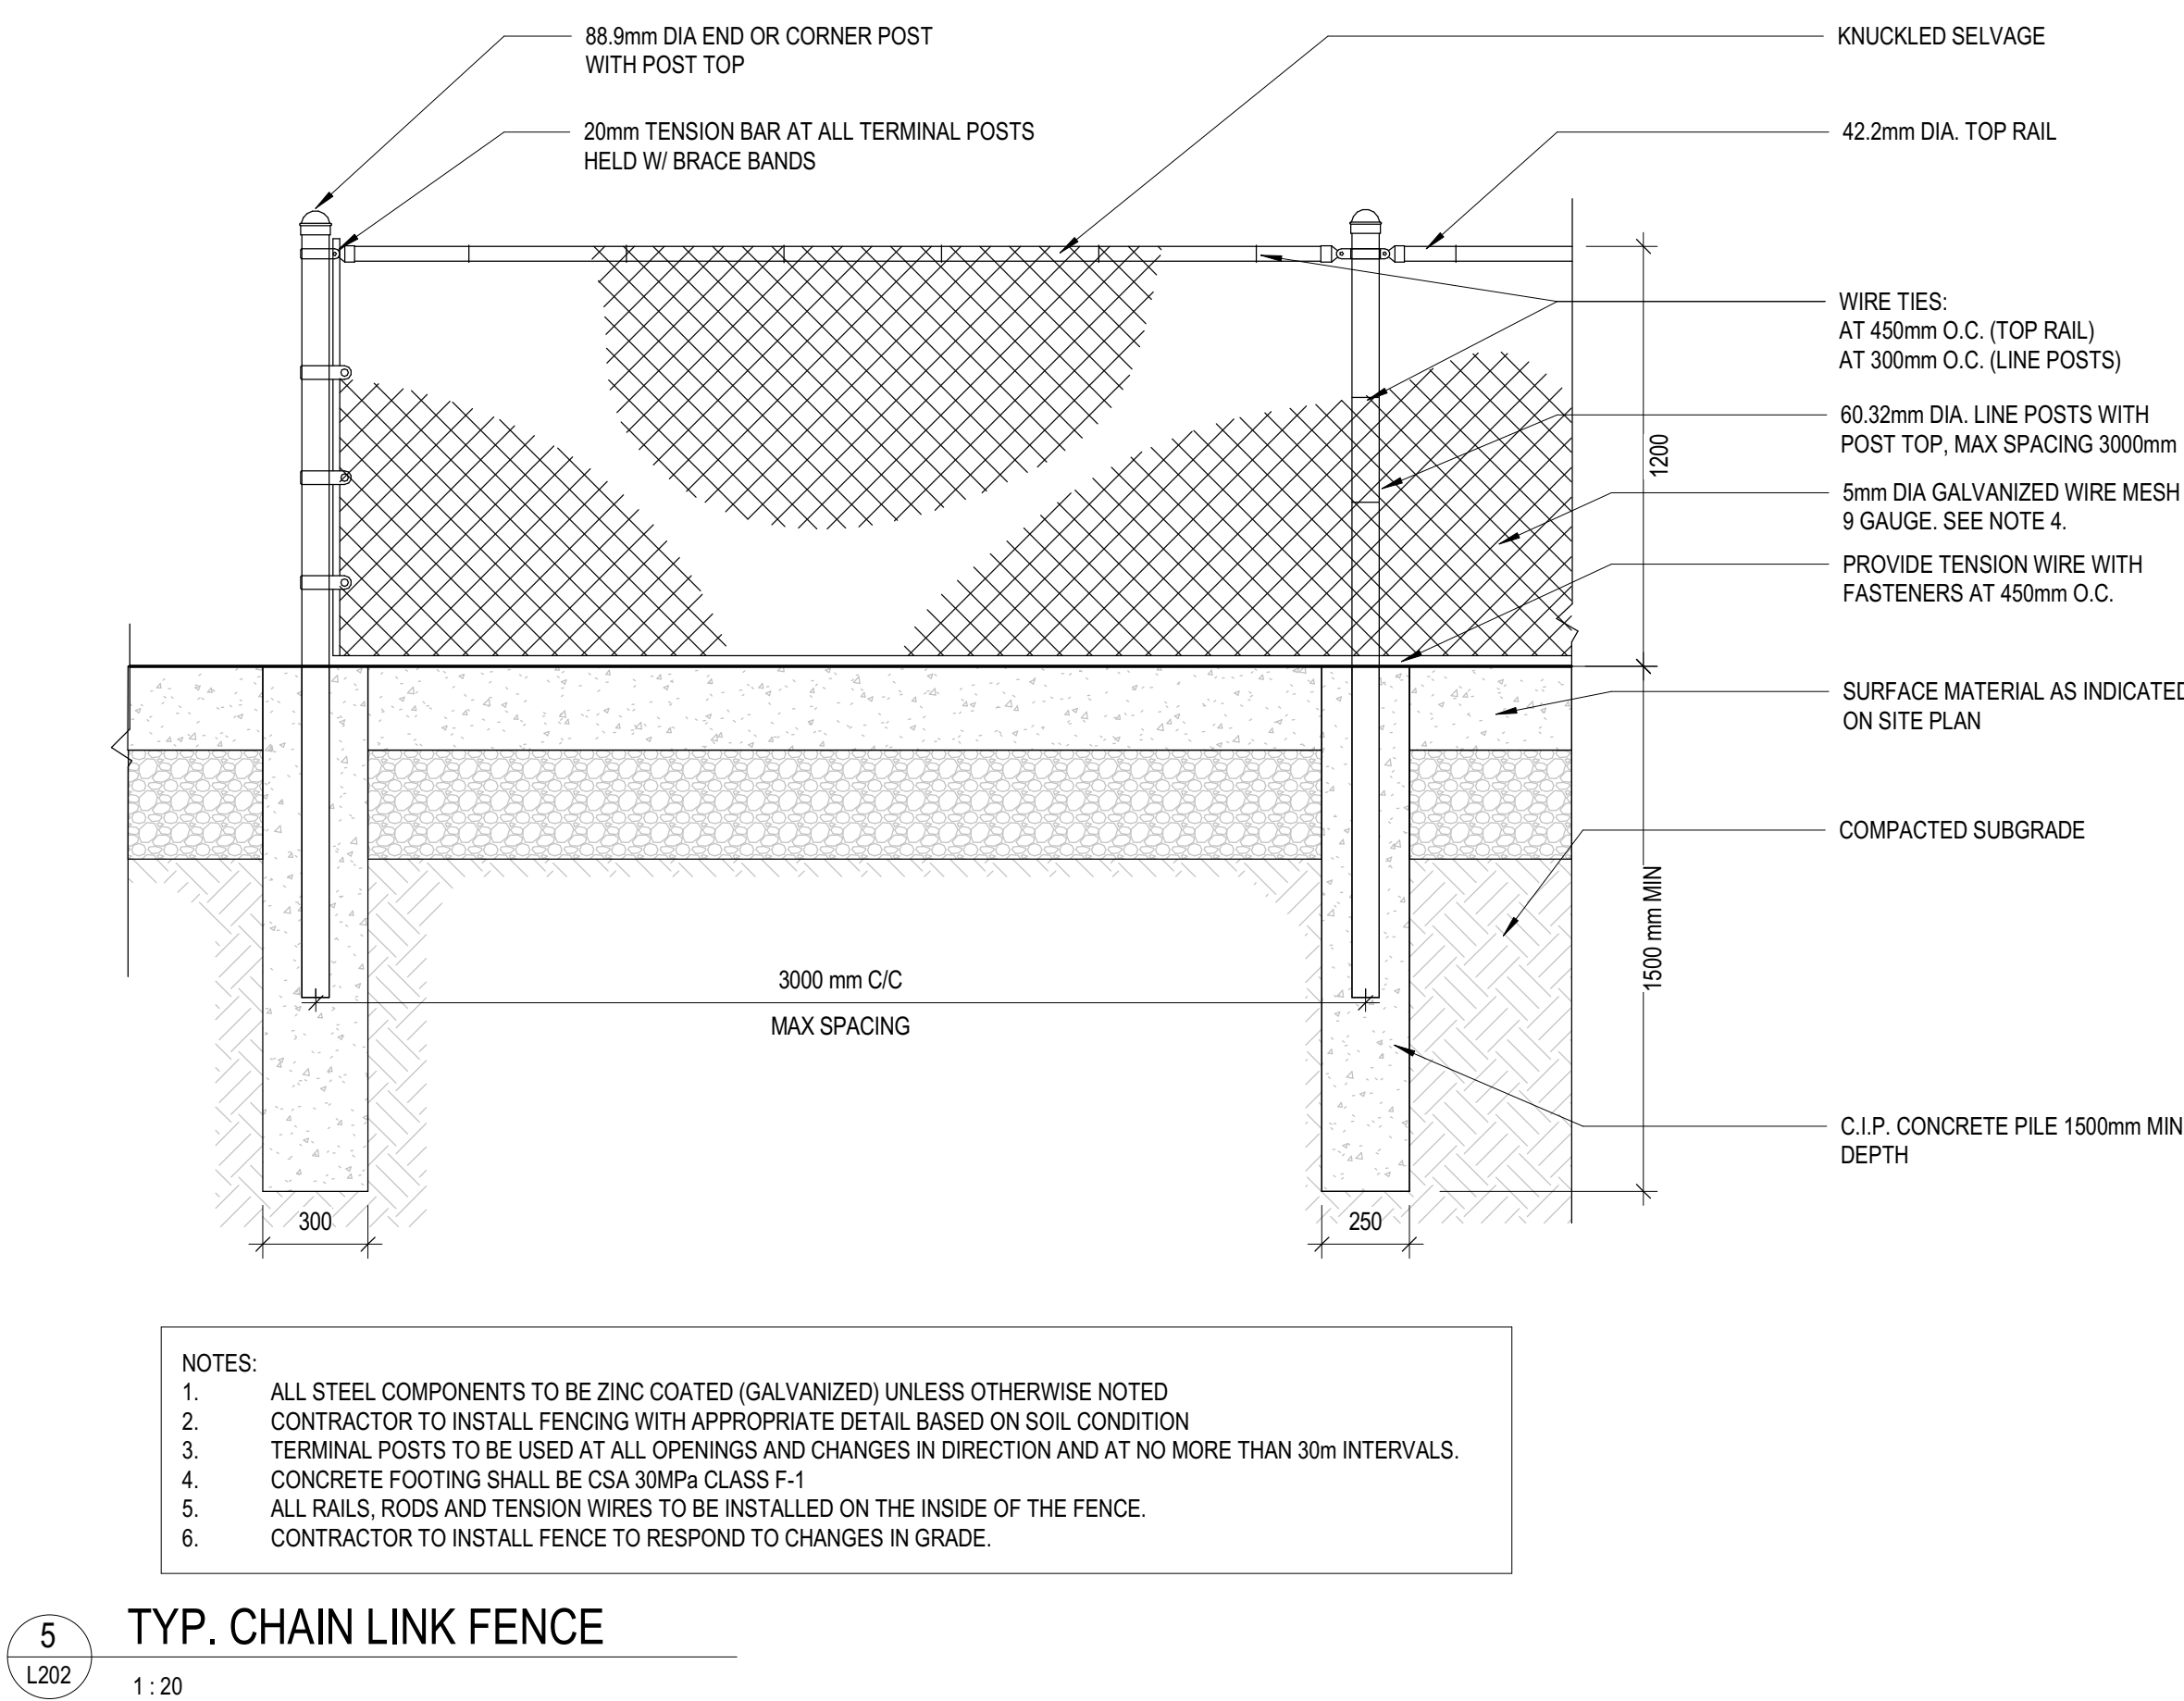 88.9mm DIA END OR CORNER POST
WITH POST TOP
KNUCKLED SELVAGE
20mm TENSION BAR AT ALL TERMINAL POSTS
HELD W/ BRACE BANDS
42.2mm DIA. TOP RAIL
WIRE TIES:
AT 450mm O.C. (TOP RAIL)
AT 300mm O.C. (LINE POSTS)
60.32mm DIA. LINE POSTS WITH
POST TOP, MAX SPACING 3000mm
1200
5mm DIA GALVANIZED WIRE MESH
9 GAUGE. SEE NOTE 4.
PROVIDE TENSION WIRE WITH
FASTENERS AT 450mm O.C.
SURFACE MATERIAL AS INDICATED
ON SITE PLAN
COMPACTED SUBGRADE
1500 mm MIN
3000 mm C/C
MAX SPACING
C.I.P. CONCRETE PILE 1500mm MIN
DEPTH
300
250
NOTES:
1. ALL STEEL COMPONENTS TO BE ZINC COATED (GALVANIZED) UNLESS OTHERWISE NOTED
2. CONTRACTOR TO INSTALL FENCING WITH APPROPRIATE DETAIL BASED ON SOIL CONDITION
3. TERMINAL POSTS TO BE USED AT ALL OPENINGS AND CHANGES IN DIRECTION AND AT NO MORE THAN 30m INTERVALS.
4. CONCRETE FOOTING SHALL BE CSA 30MPa CLASS F-1
5. ALL RAILS, RODS AND TENSION WIRES TO BE INSTALLED ON THE INSIDE OF THE FENCE.
6. CONTRACTOR TO INSTALL FENCE TO RESPOND TO CHANGES IN GRADE.
5
L202
TYP. CHAIN LINK FENCE
1 : 20